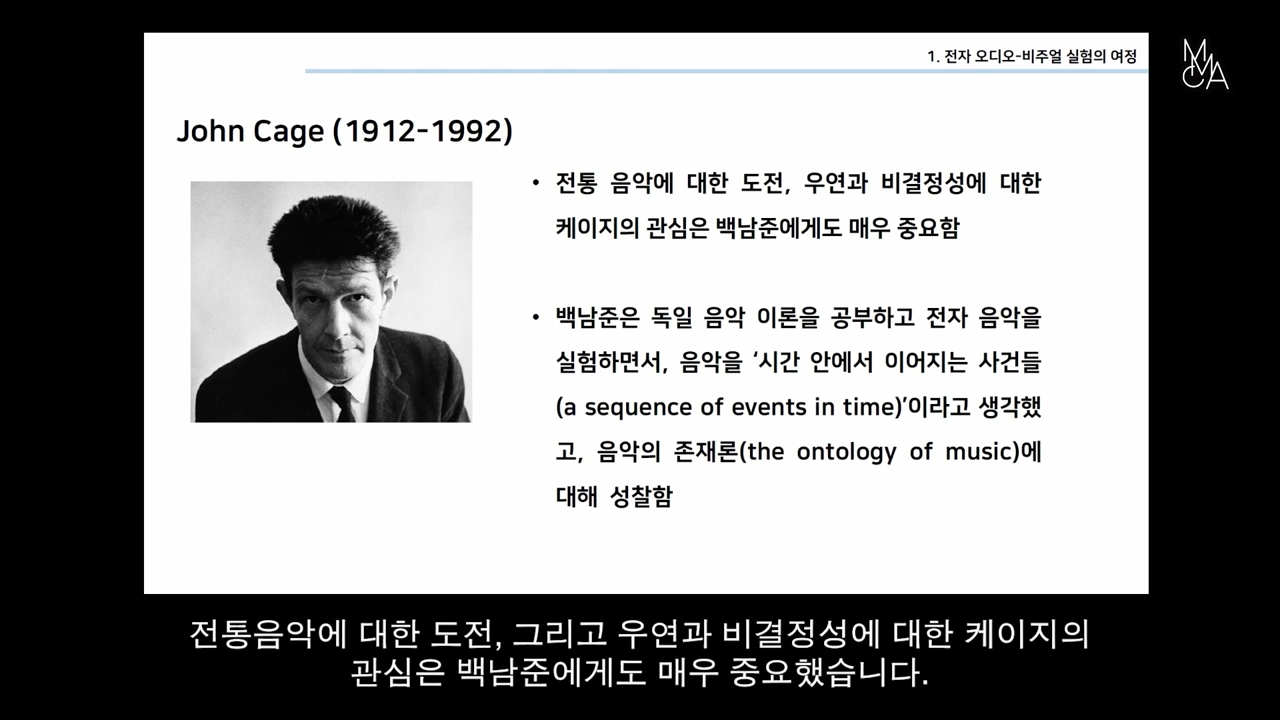 1. 전자 오디오-비주얼 실험의 여정
MMCA
John Cage (1912-1992)
• 전통 음악에 대한 도전, 우연과 비결정성에 대한
케이지의 관심은 백남준에게도 매우 중요함
• 백남준은 독일 음악 이론을 공부하고 전자 음악을
실험하면서, 음악을 ‘시간 안에서 이어지는 사건들
(a sequence of events in time)’이라고 생각했
고, 음악의 존재론(the ontology of music)에
대해 성찰함
전통음악에 대한 도전, 그리고 우연과 비결정성에 대한 케이지의
관심은 백남준에게도 매우 중요했습니다.